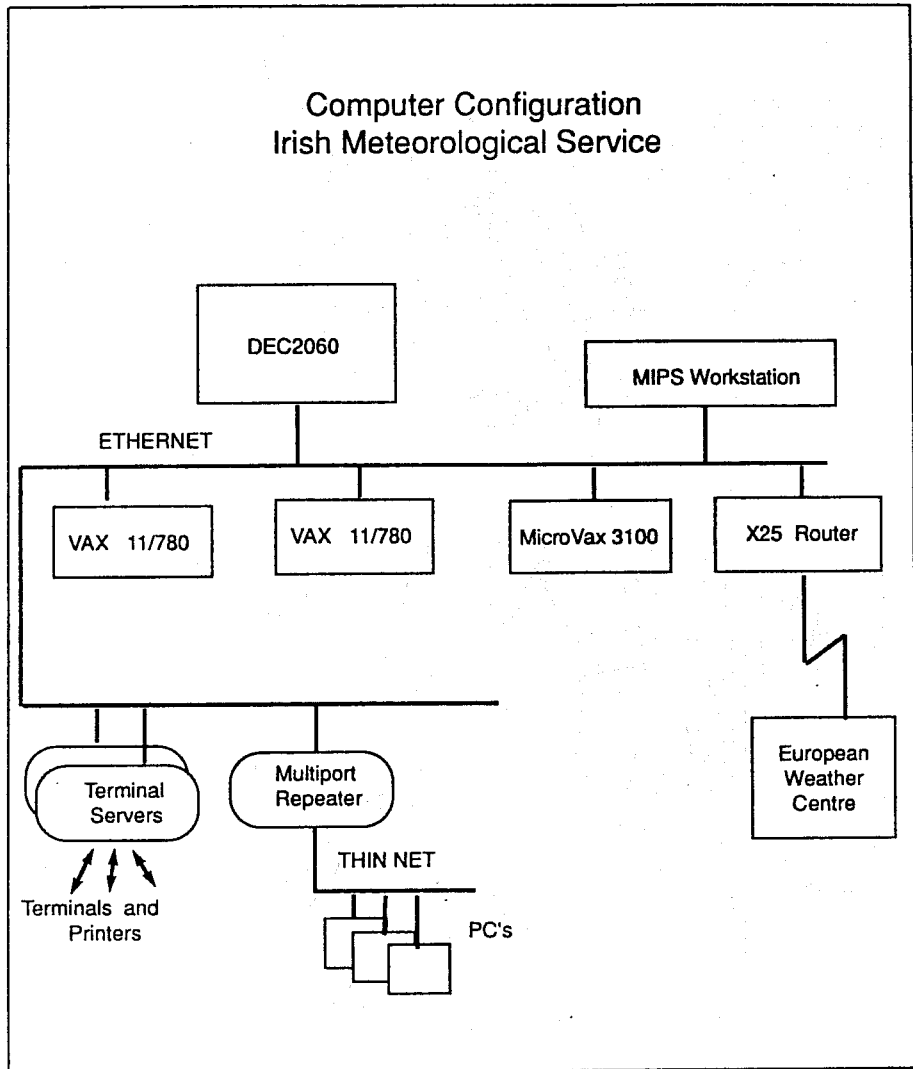 Computer Configuration
Irish Meteorological Service
DEC2060
MIPS Workstation
ETHERNET
VAX 11/780
VAX 11/780
MicroVax 3100
X25 Router
Terminal
Servers
Multiport
Repeater
European
Weather
Centre
THIN NET
Terminals and
Printers
PC's